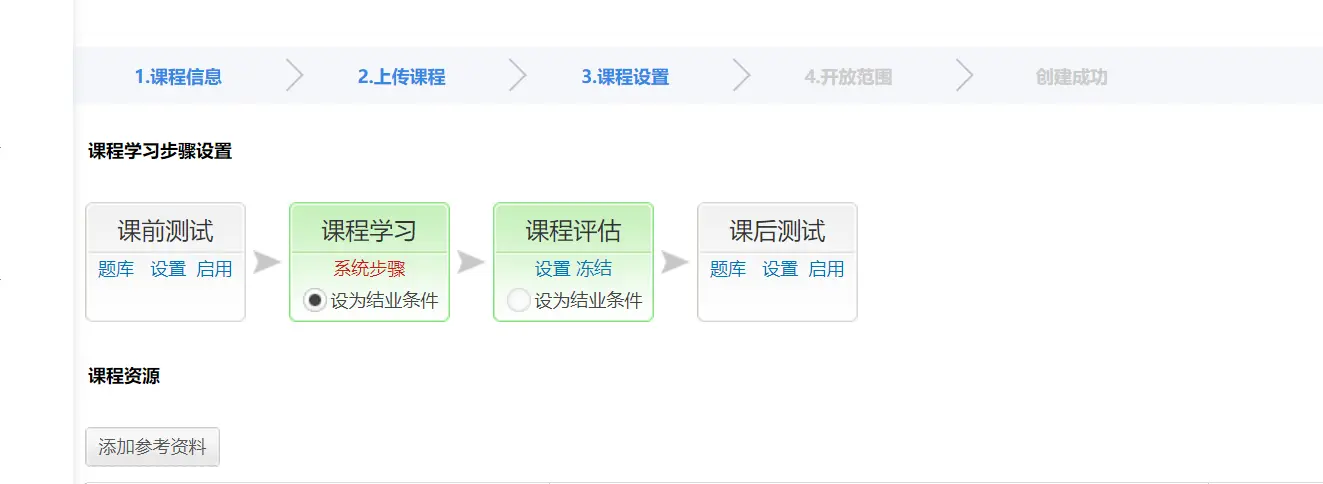 1.课程信息 2.上传课程 3.课程设置 4.开放范围 创建成功
课程学习步骤设置
课前测试 课程学习 课程评估 课后测试
题库 设置 启用 系统步骤 设置 冻结 题库 设置 启用
设为结业条件 设为结业条件
课程资源
添加参考资料